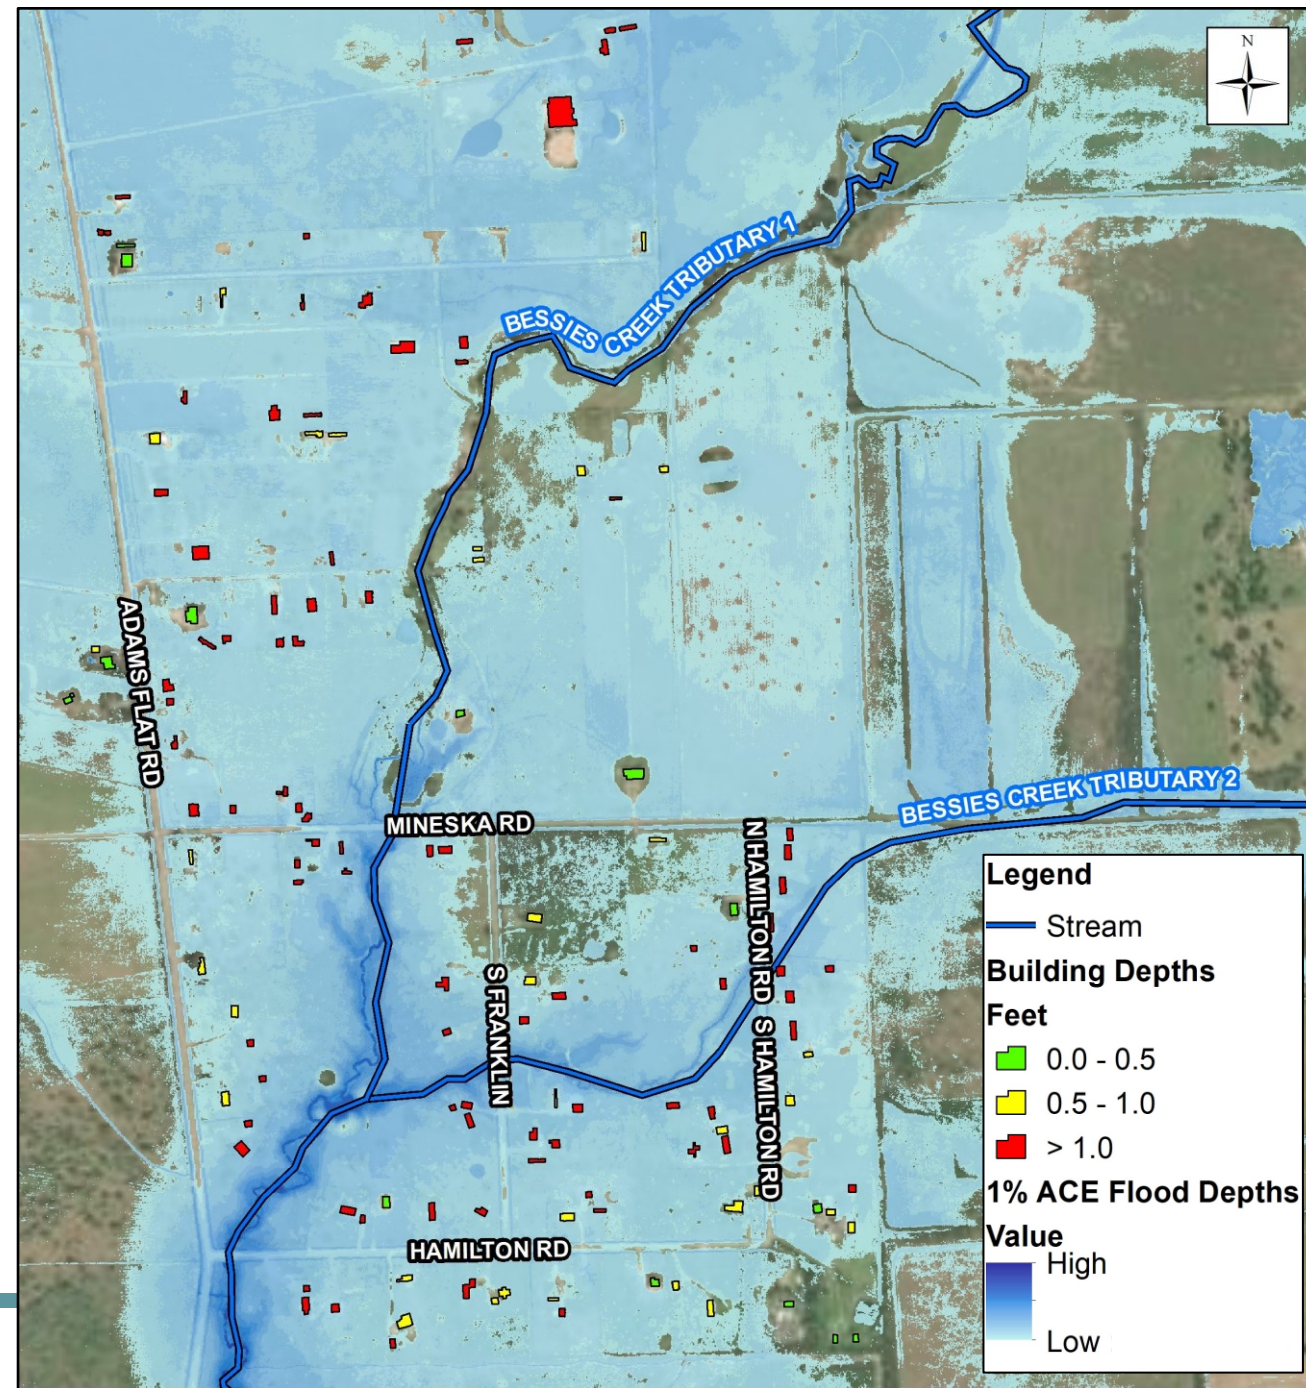 N
BESSIES CREEK TRIBUTARY 1
ADAMS FLAT RD
BESSIES CREEK TRIBUTARY 2
MINESKA RD
N HAMILTON RD
S FRANKLIN
S HAMILTON RD
HAMILTON RD
Legend
Stream
Building Depths
Feet
0.0 - 0.5
0.5 - 1.0
> 1.0
1% ACE Flood Depths
Value
High
Low